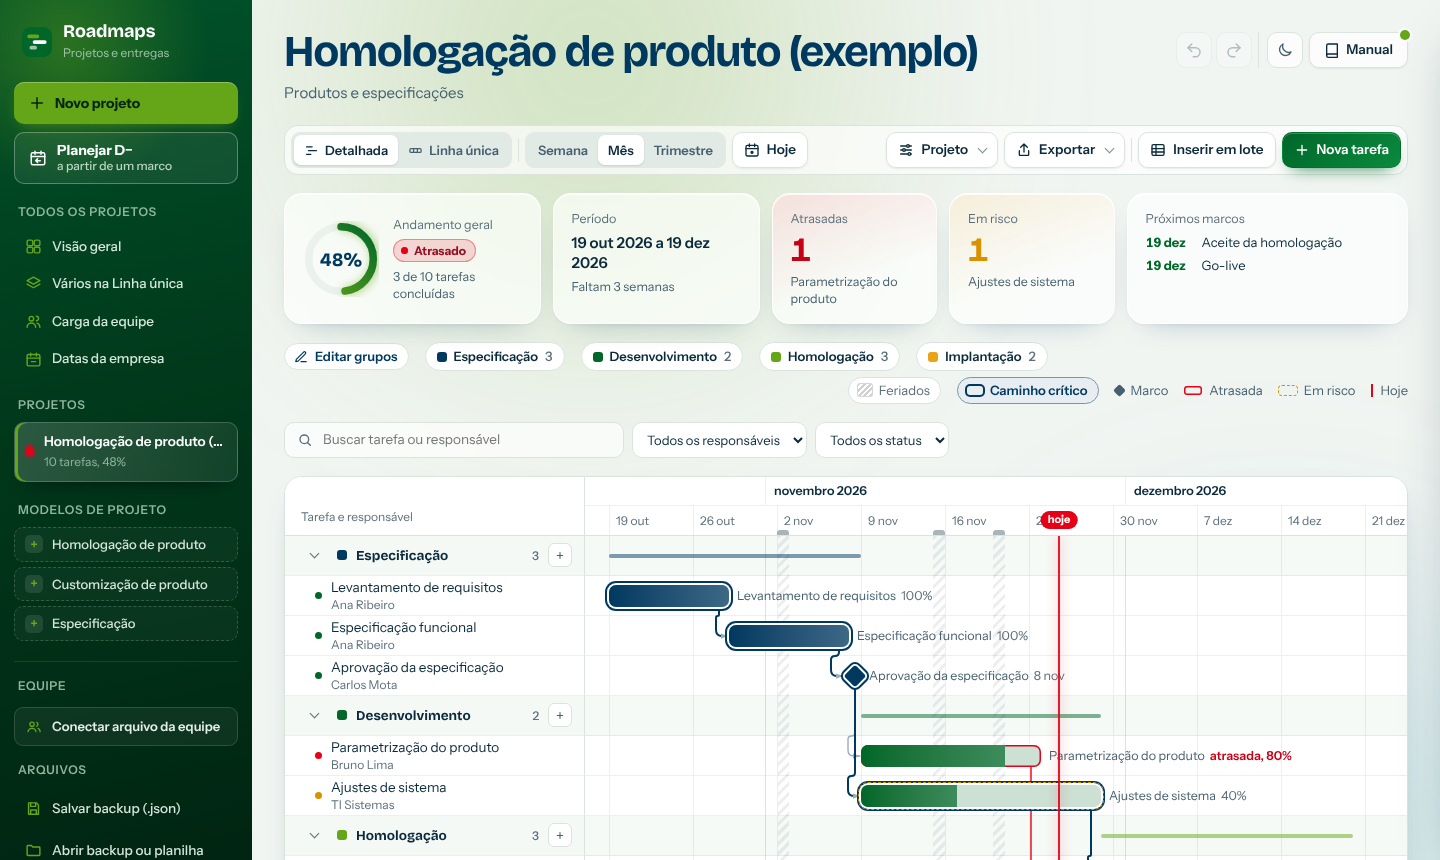 Roadmaps
Projetos e entregas
Novo projeto
Planejar D−
a partir de um marco
TODOS OS PROJETOS
Visão geral
Vários na Linha única
Carga da equipe
Datas da empresa
PROJETOS
Homologação de produto (...
10 tarefas, 48%
MODELOS DE PROJETO
Homologação de produto
Customização de produto
Especificação
EQUIPE
Conectar arquivo da equipe
ARQUIVOS
Salvar backup (.json)
Abrir backup ou planilha
Homologação de produto (exemplo)
Produtos e especificações
Manual
Detalhada
Linha única
Semana
Mês
Trimestre
Hoje
Projeto
Exportar
Inserir em lote
Nova tarefa
48%
Andamento geral
Atrasado
3 de 10 tarefas
concluídas
Período
19 out 2026 a 19 dez
2026
Faltam 3 semanas
Atrasadas
1
Parametrização do
produto
Em risco
1
Ajustes de sistema
Próximos marcos
19 dez Aceite da homologação
19 dez Go-live
Editar grupos
Especificação 3
Desenvolvimento 2
Homologação 3
Implantação 2
Feriados
Caminho crítico
Marco
Atrasada
Em risco
Hoje
Buscar tarefa ou responsável
Todos os responsáveis
Todos os status
Tarefa e responsável
novembro 2026
dezembro 2026
19 out
26 out
2 nov
9 nov
16 nov
hoje
30 nov
7 dez
14 dez
21 dez
Especificação 3
Levantamento de requisitos
Ana Ribeiro
Levantamento de requisitos 100%
Especificação funcional
Ana Ribeiro
Especificação funcional 100%
Aprovação da especificação
Carlos Mota
Aprovação da especificação 8 nov
Desenvolvimento 2
Parametrização do produto
Bruno Lima
Parametrização do produto atrasada, 80%
Ajustes de sistema
TI Sistemas
Ajustes de sistema 40%
Homologação 3